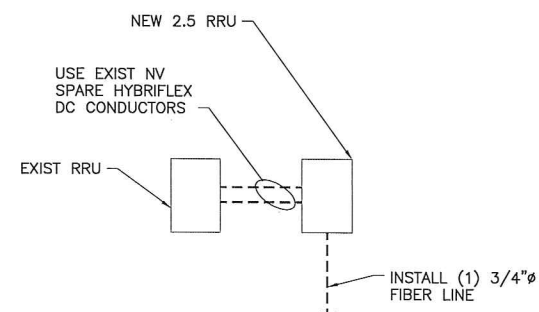 NEW 2.5 RRU
USE EXIST NV
SPARE HYBRIFLEX
DC CONDUCTORS
EXIST RRU
INSTALL (1) 3/4"ø
FIBER LINE